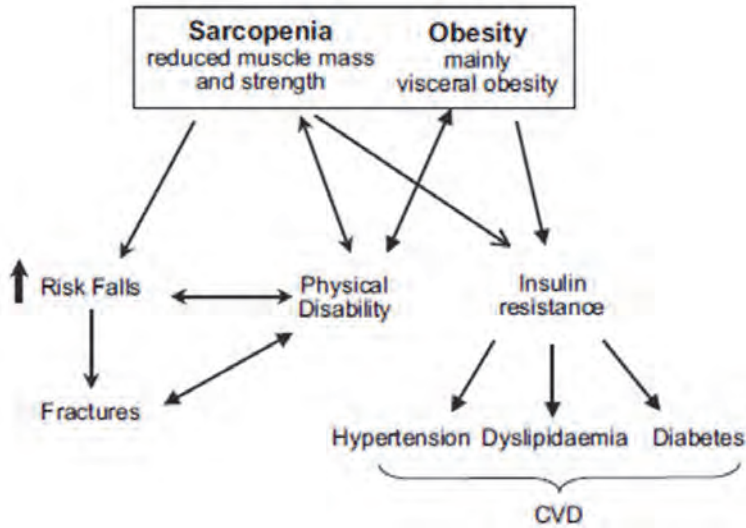 Sarcopenia
reduced muscle mass
and strength
Obesity
mainly
visceral obesity
Risk Falls
Physical
Disability
Insulin
resistance
Fractures
Hypertension Dyslipidaemia Diabetes
CVD